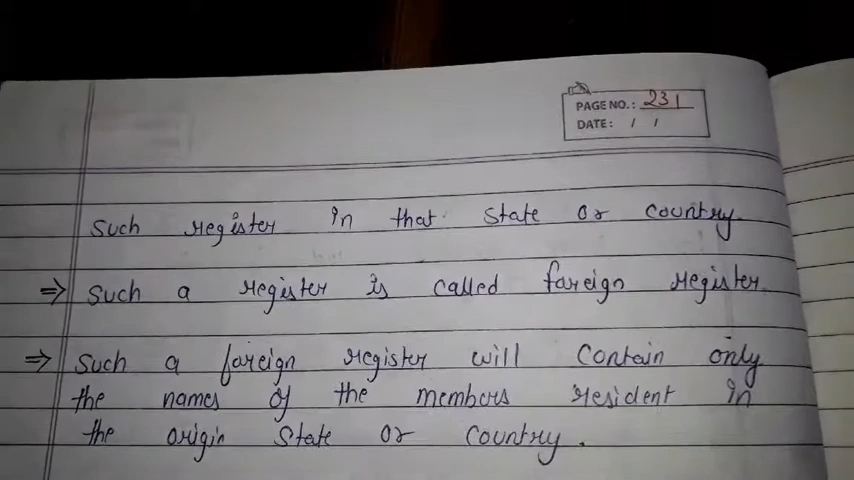 PAGE NO.: 231
DATE: / /
Such register in that State or country
⇒ Such a register is called foreign register
⇒ Such a foreign register will contain only
the names of the members resident in
the origin State or country.